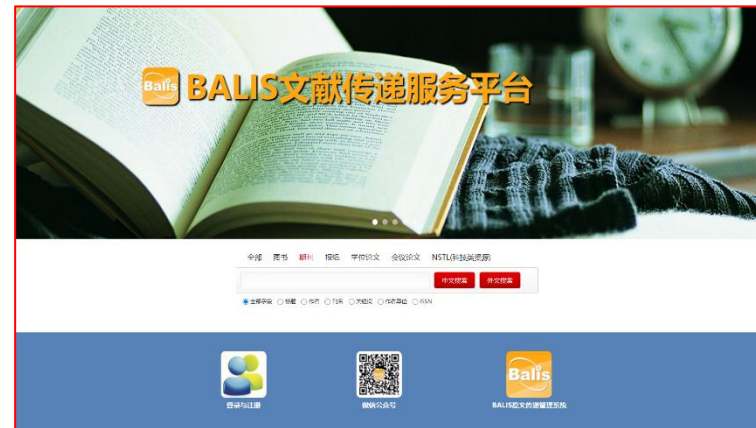 Balis BALIS文献传递服务平台
全部 图书 期刊 报纸 学位论文 会议论文 NSTL(科技类资源)
中文搜索 外文搜索
全部字段 标题 作者 刊名 关键词 作者单位 ISSN
Balis
登录与注册 微信公众号 BALIS原文传递管理系统